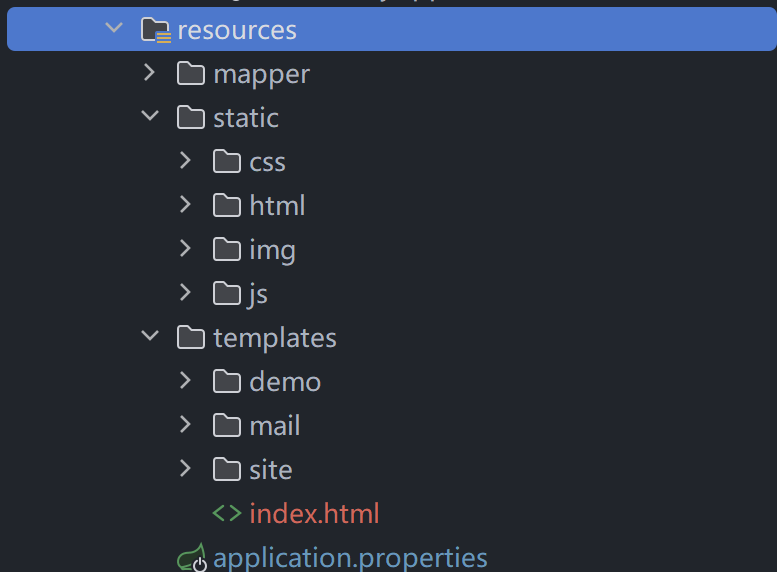 resources
mapper
static
css
html
img
js
templates
demo
mail
site
index.html
application.properties